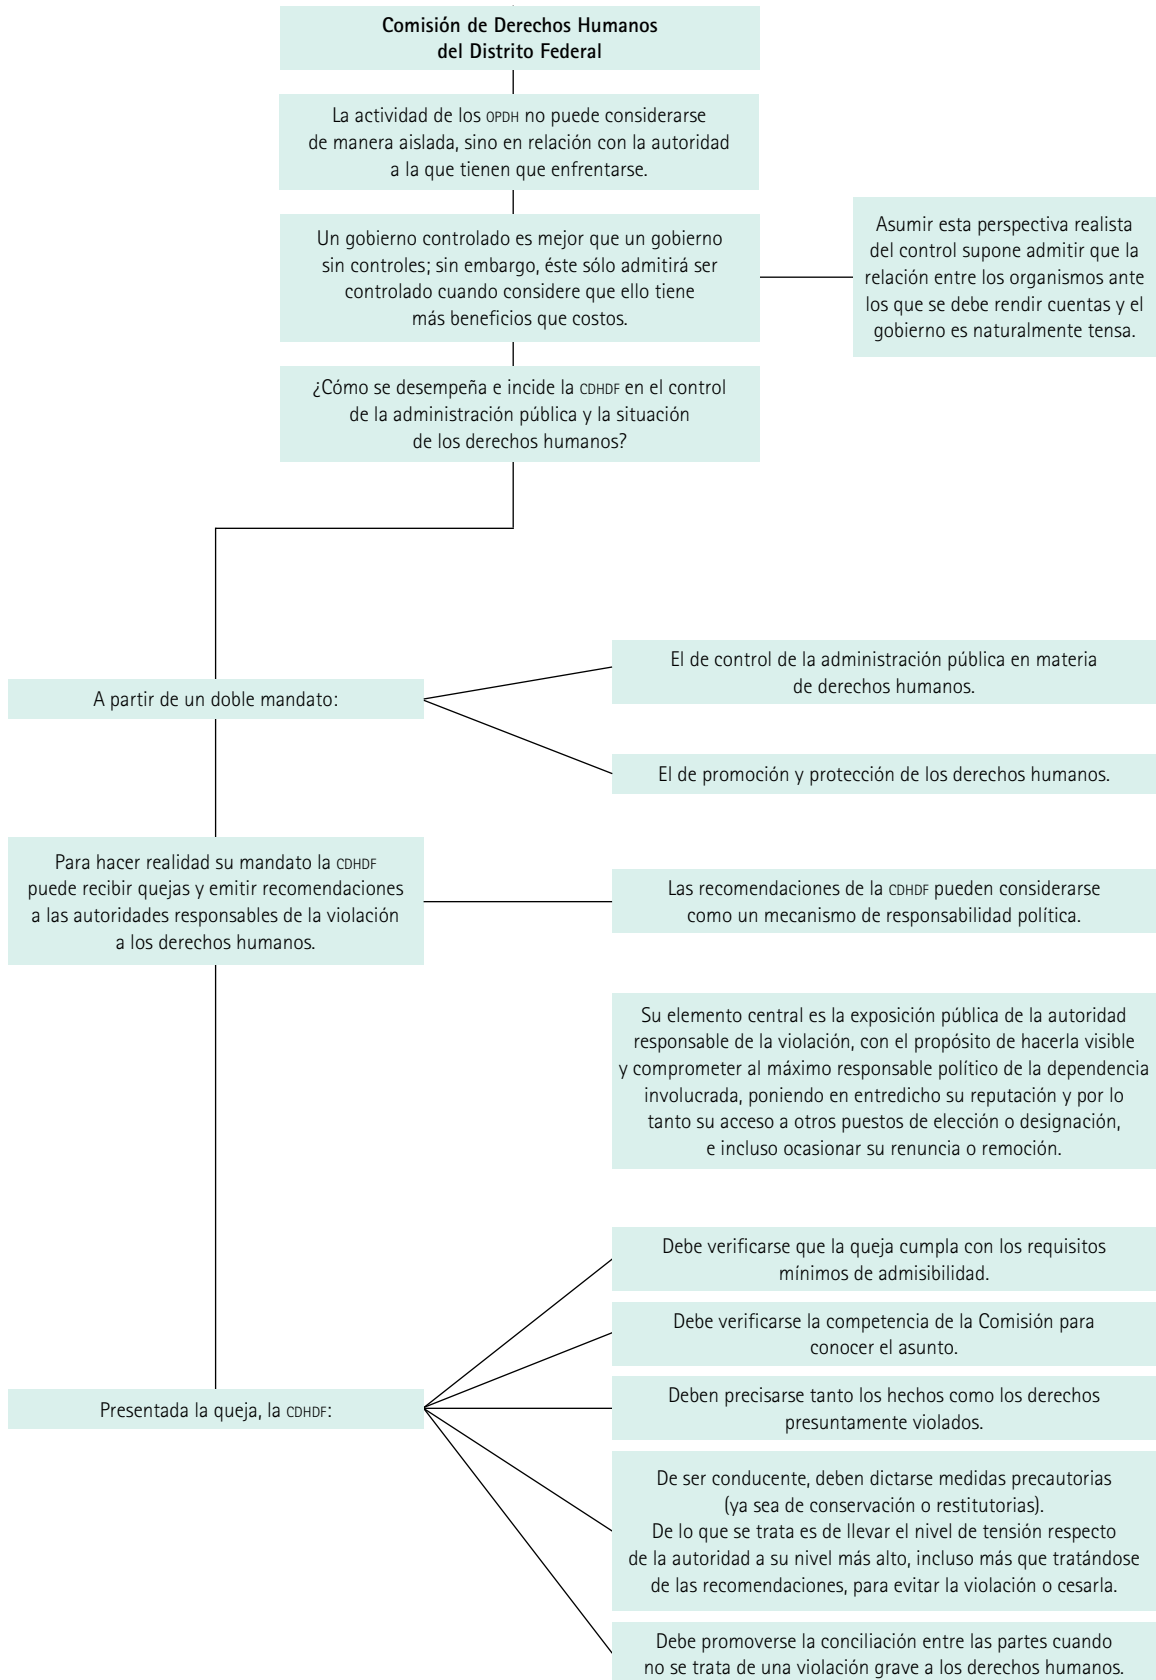 Comisión de Derechos Humanos
del Distrito Federal
La actividad de los OPDH no puede considerarse
de manera aislada, sino en relación con la autoridad
a la que tienen que enfrentarse.
Un gobierno controlado es mejor que un gobierno
sin controles; sin embargo, éste sólo admitirá ser
controlado cuando considere que ello tiene
más beneficios que costos.
Asumir esta perspectiva realista
del control supone admitir que la
relación entre los organismos ante
los que se debe rendir cuentas y el
gobierno es naturalmente tensa.
¿Cómo se desempeña e incide la CDHDF en el control
de la administración pública y la situación
de los derechos humanos?
A partir de un doble mandato:
El de control de la administración pública en materia
de derechos humanos.
El de promoción y protección de los derechos humanos.
Para hacer realidad su mandato la CDHDF
puede recibir quejas y emitir recomendaciones
a las autoridades responsables de la violación
a los derechos humanos.
Las recomendaciones de la CDHDF pueden considerarse
como un mecanismo de responsabilidad política.
Su elemento central es la exposición pública de la autoridad
responsable de la violación, con el propósito de hacerla visible
y comprometer al máximo responsable político de la dependencia
involucrada, poniendo en entredicho su reputación y por lo
tanto su acceso a otros puestos de elección o designación,
e incluso ocasionar su renuncia o remoción.
Presentada la queja, la CDHDF:
Debe verificarse que la queja cumpla con los requisitos
mínimos de admisibilidad.
Debe verificarse la competencia de la Comisión para
conocer el asunto.
Deben precisarse tanto los hechos como los derechos
presuntamente violados.
De ser conducente, deben dictarse medidas precautorias
(ya sea de conservación o restitutorias).
De lo que se trata es de llevar el nivel de tensión respecto
de la autoridad a su nivel más alto, incluso más que tratándose
de las recomendaciones, para evitar la violación o cesarla.
Debe promoverse la conciliación entre las partes cuando
no se trata de una violación grave a los derechos humanos.